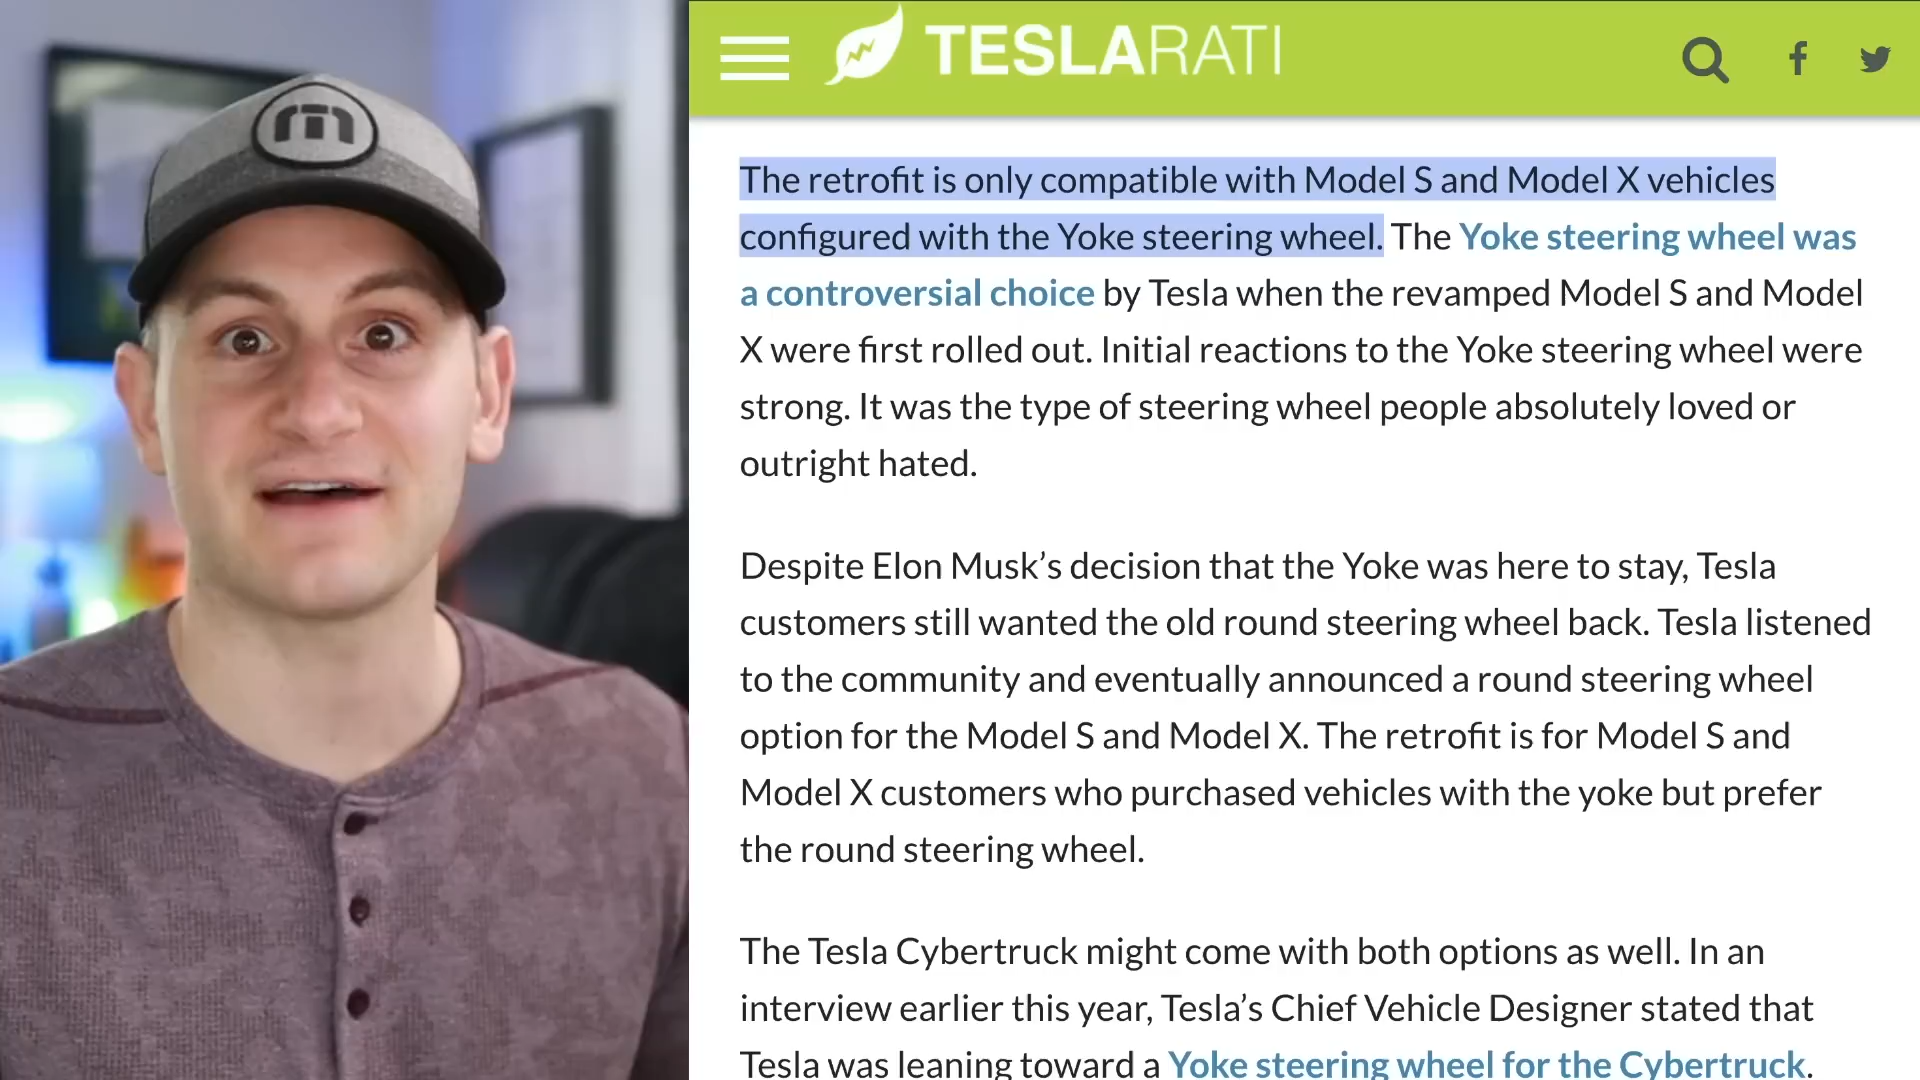 TESLARATI
The retrofit is only compatible with Model S and Model X vehicles
configured with the Yoke steering wheel. The Yoke steering wheel was
a controversial choice by Tesla when the revamped Model S and Model
X were first rolled out. Initial reactions to the Yoke steering wheel were
strong. It was the type of steering wheel people absolutely loved or
outright hated.
Despite Elon Musk’s decision that the Yoke was here to stay, Tesla
customers still wanted the old round steering wheel back. Tesla listened
to the community and eventually announced a round steering wheel
option for the Model S and Model X. The retrofit is for Model S and
Model X customers who purchased vehicles with the yoke but prefer
the round steering wheel.
The Tesla Cybertruck might come with both options as well. In an
interview earlier this year, Tesla’s Chief Vehicle Designer stated that
Tesla was leaning toward a Yoke steering wheel for the Cybertruck.